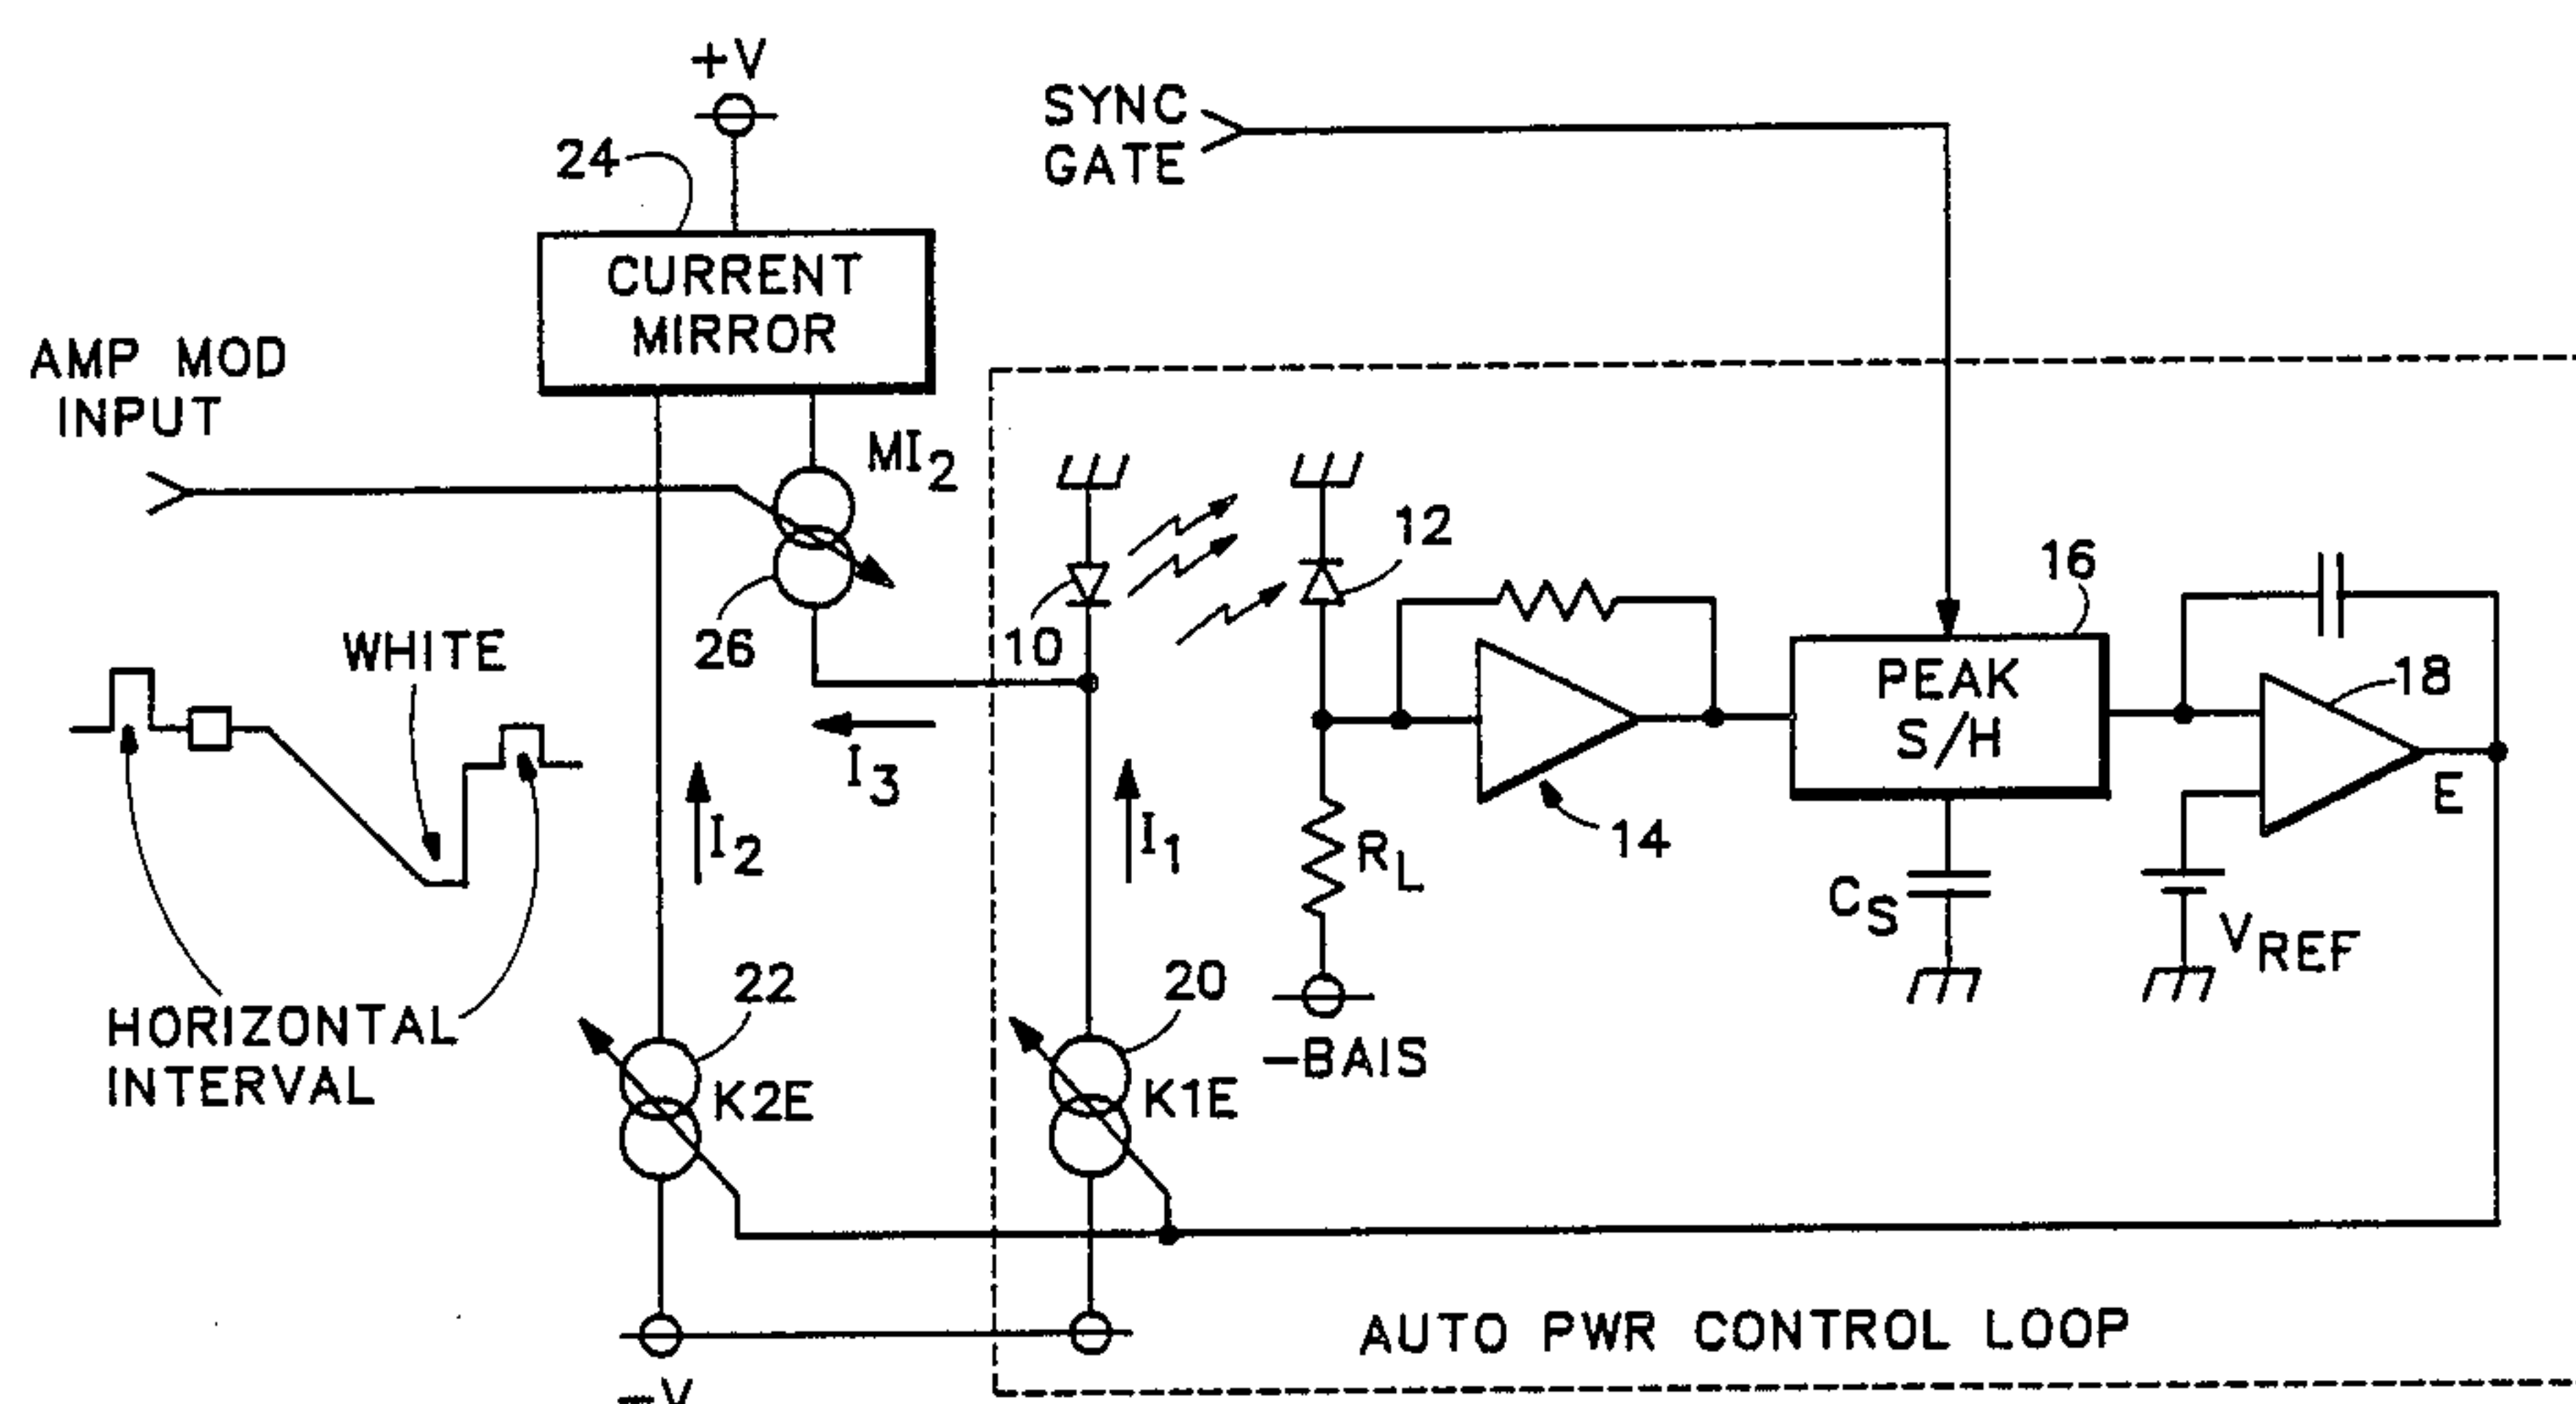 +V
SYNC
GATE
24
CURRENT
MIRROR
AMP MOD
INPUT
MI2
12
16
10
26
WHITE
PEAK
S/H
18
I3
E
I2
I1
RL
14
CS
VREF
22
20
HORIZONTAL
INTERVAL
-BAIS
K2E
K1E
AUTO PWR CONTROL LOOP
-V